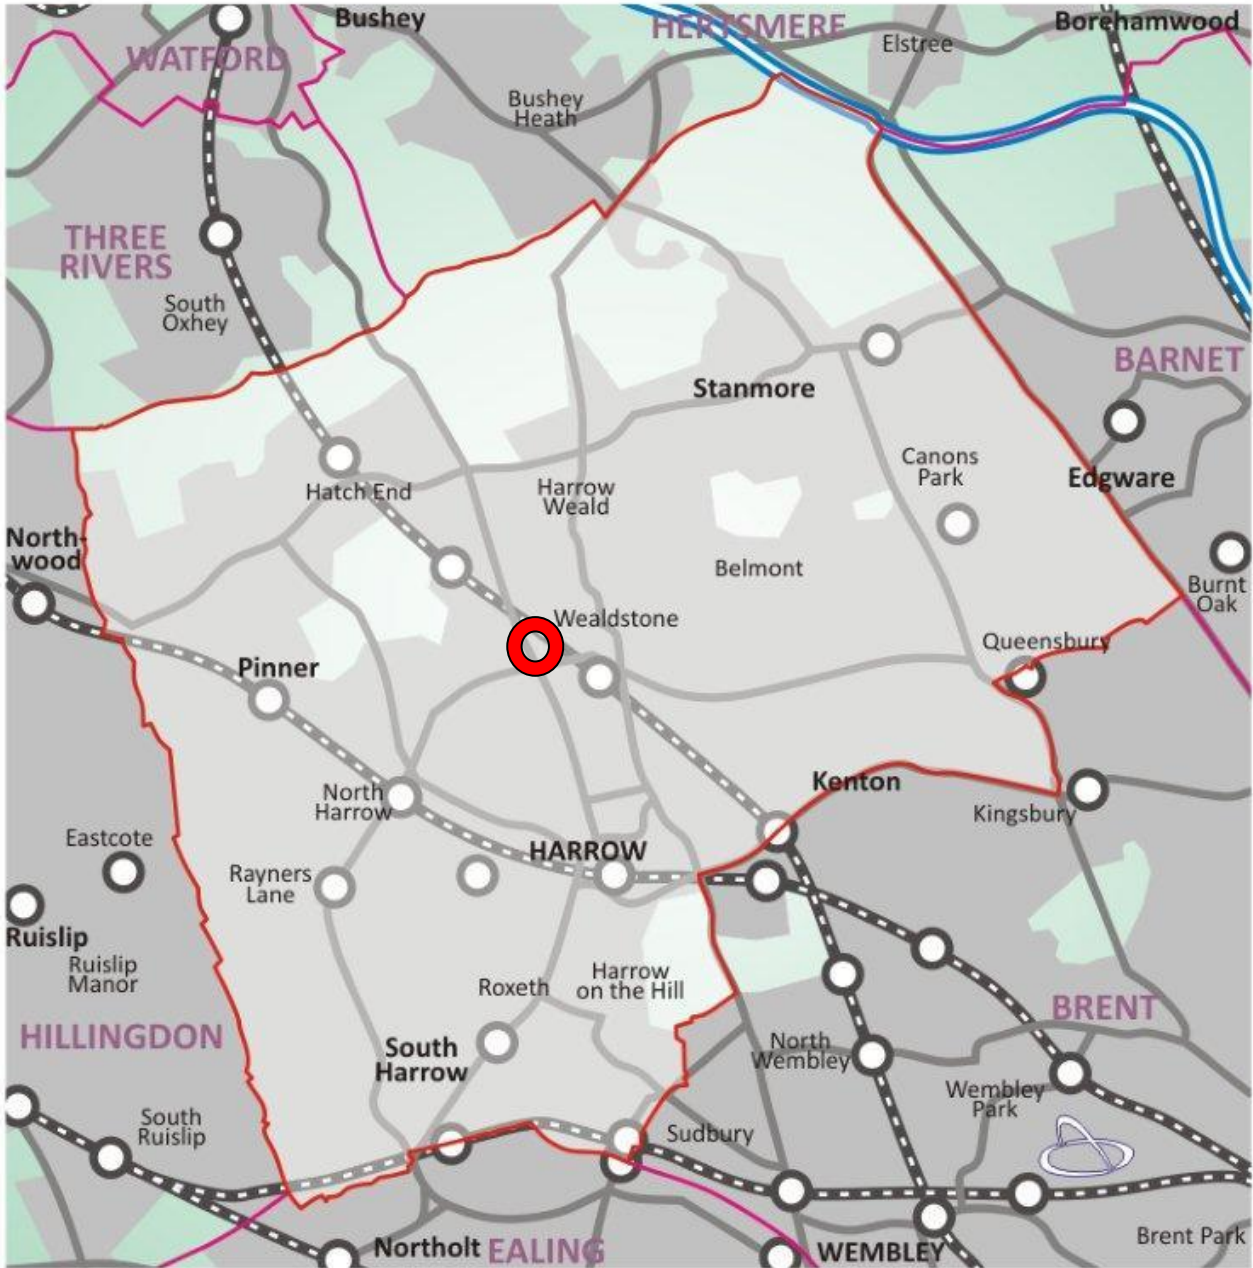 Bushey
HERTSMERE
Borehamwood
WATFORD
Elstree
Bushey
Heath
THREE
RIVERS
South
Oxhey
BARNET
Stanmore
Canons
Park
Edgware
Hatch End
Harrow
Weald
North-
wood
Belmont
Burnt
Oak
Wealdstone
Queensbury
Pinner
Kenton
North
Harrow
Kingsbury
Eastcote
HARROW
Rayners
Lane
Ruislip
Ruislip
Manor
Harrow
on the Hill
Roxeth
BRENT
HILLINGDON
South
Harrow
North
Wembley
Wembley
Park
South
Ruislip
Sudbury
Brent Park
Northolt
EALING
WEMBLEY